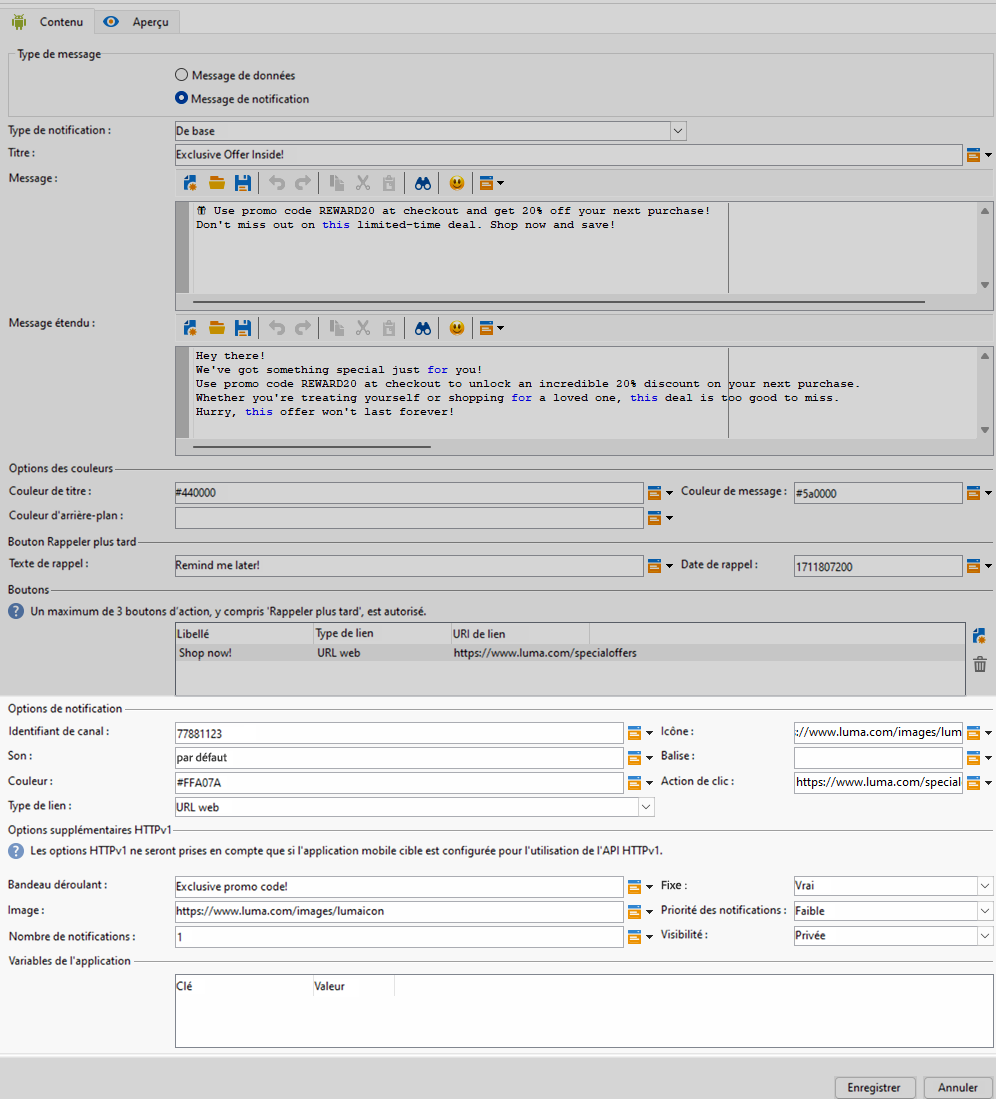 Contenu Aperçu
Type de message
Message de données
Message de notification
Type de notification : De base
Titre : Exclusive Offer Inside!
Message :
Use promo code REWARD20 at checkout and get 20% off your next purchase!
Don't miss out on this limited-time deal. Shop now and save!
Message étendu :
Hey there!
We've got something special just for you!
Use promo code REWARD20 at checkout to unlock an incredible 20% discount on your next purchase.
Whether you're treating yourself or shopping for a loved one, this deal is too good to miss.
Hurry, this offer won't last forever!
Options des couleurs
Couleur de titre : #440000 Couleur de message : #5a0000
Couleur d'arrière-plan :
Bouton Rappeler plus tard
Texte de rappel : Remind me later! Date de rappel : 1711807200
Boutons
? Un maximum de 3 boutons d'action, y compris 'Rappeler plus tard', est autorisé.
Libellé Type de lien URI de lien
Shop now! URL web https://www.luma.com/specialoffers
Options de notification
Identifiant de canal : 77881123 Icône : ://www.luma.com/images/lum
Son : par défaut Balise :
Couleur : #FFA07A Action de clic : https://www.luma.com/special
Type de lien : URL web
Options supplémentaires HTTPv1
? Les options HTTPv1 ne seront prises en compte que si l'application mobile cible est configurée pour l'utilisation de l'API HTTPv1.
Bandeau déroulant : Exclusive promo code! Fixe : Vrai
Image : https://www.luma.com/images/lumaicon Priorité des notifications : Faible
Nombre de notifications : 1 Visibilité : Privée
Variables de l'application
Clé Valeur
Enregistrer Annuler